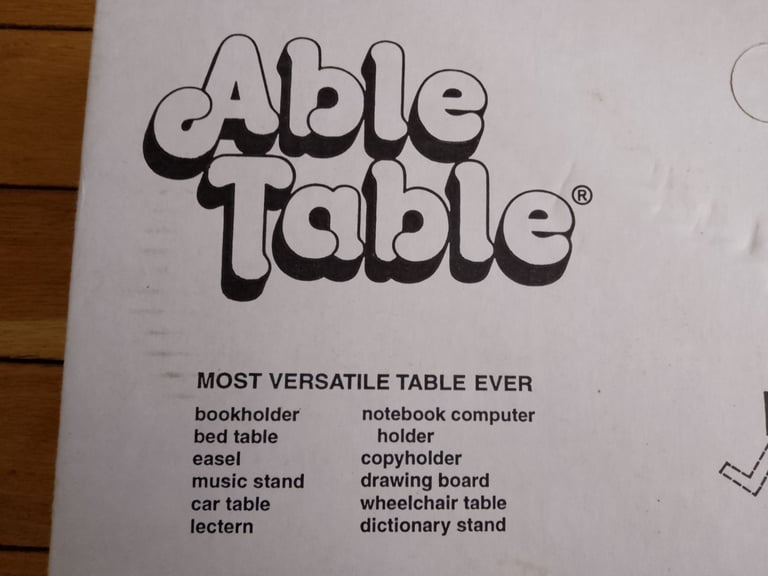 Able
Table®
MOST VERSATILE TABLE EVER
bookholder
bed table
easel
music stand
car table
lectern
notebook computer
holder
copyholder
drawing board
wheelchair table
dictionary stand